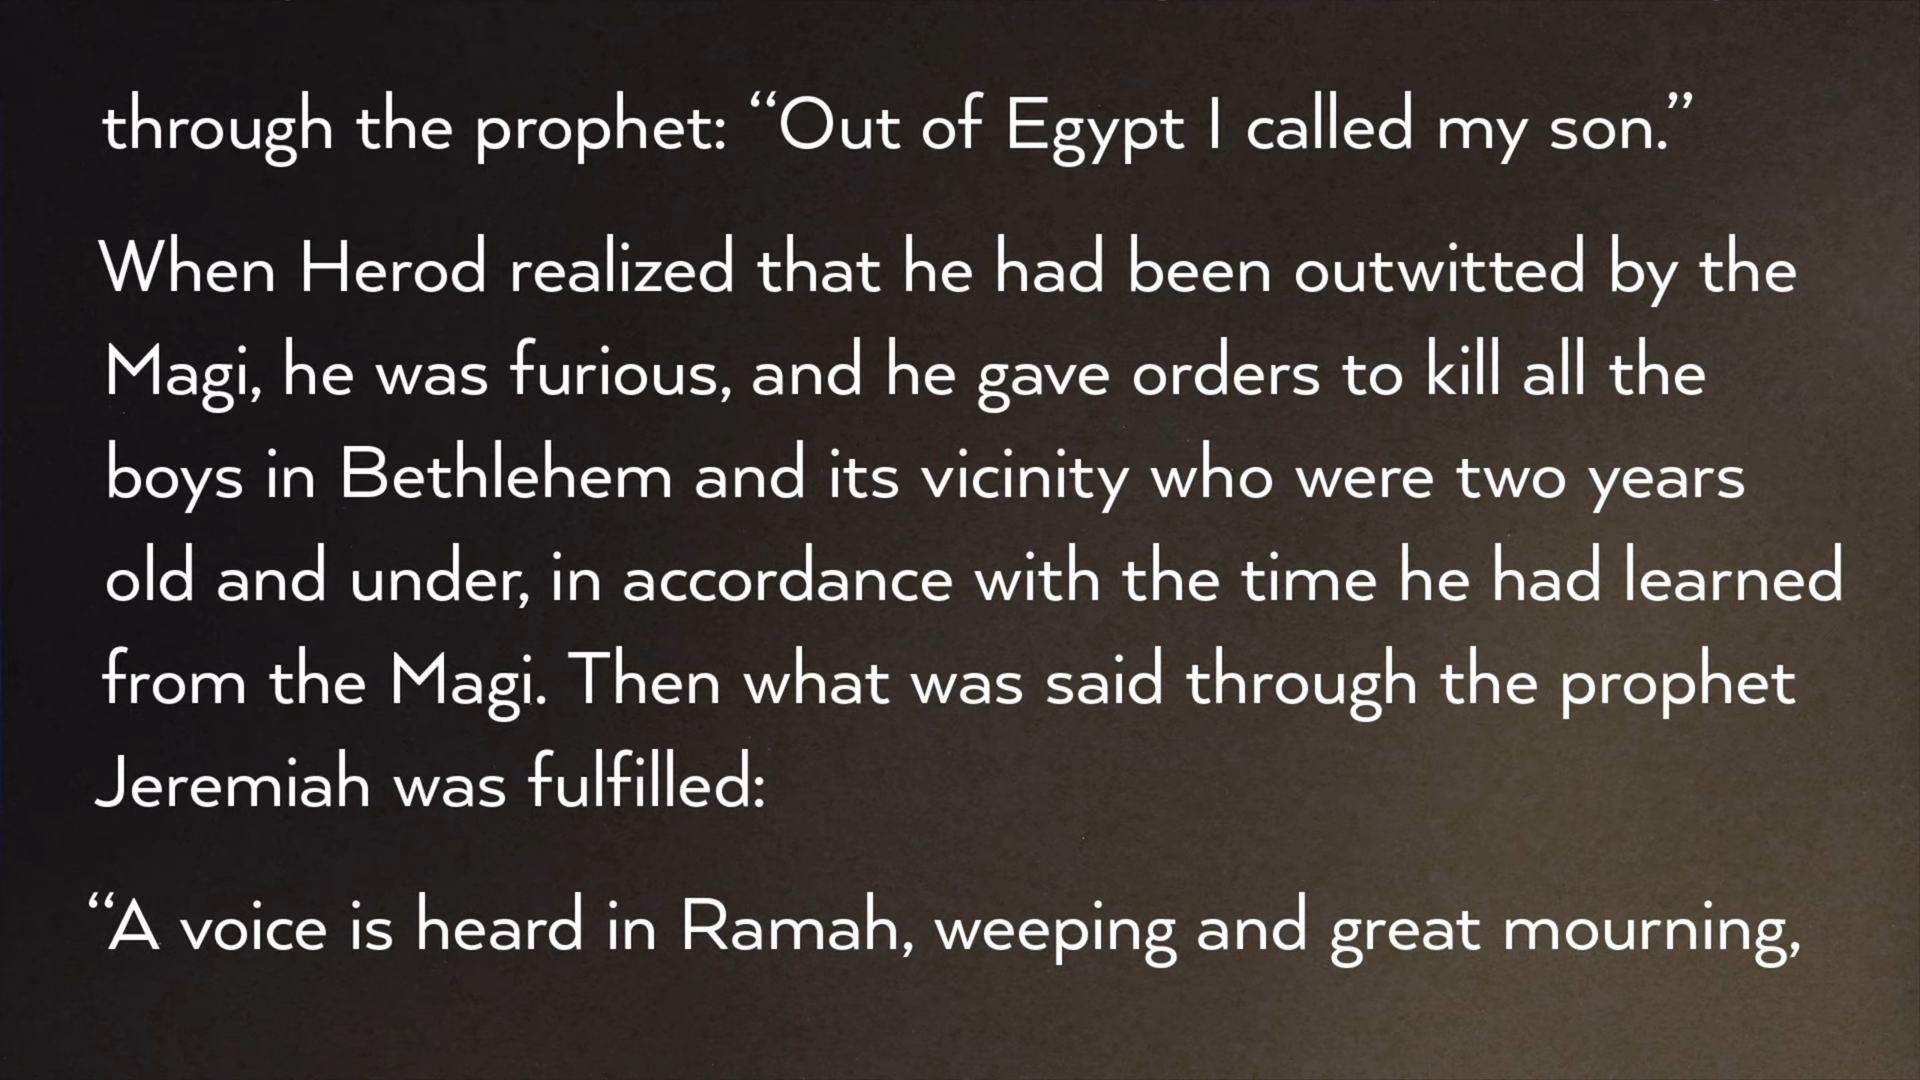 through the prophet: “Out of Egypt I called my son.”
When Herod realized that he had been outwitted by the
Magi, he was furious, and he gave orders to kill all the
boys in Bethlehem and its vicinity who were two years
old and under, in accordance with the time he had learned
from the Magi. Then what was said through the prophet
Jeremiah was fulfilled:
“A voice is heard in Ramah, weeping and great mourning,